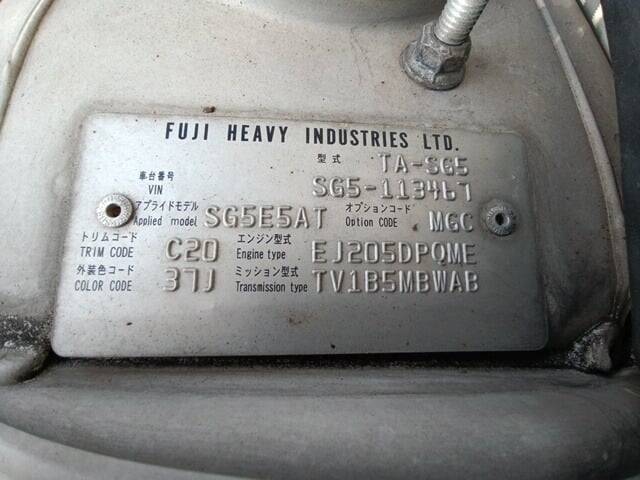 FUJI HEAVY INDUSTRIES LTD.
型式 TA-SG5
車台番号 VIN SG5-113467
アプライドモデル Applied model SG5E5AT オプションコード Option CODE MGC
トリムコード TRIM CODE C20 エンジン型式 Engine type EJ205DPQME
外装色コード COLOR CODE 37J ミッション型式 Transmission type TV1B5MBWAB